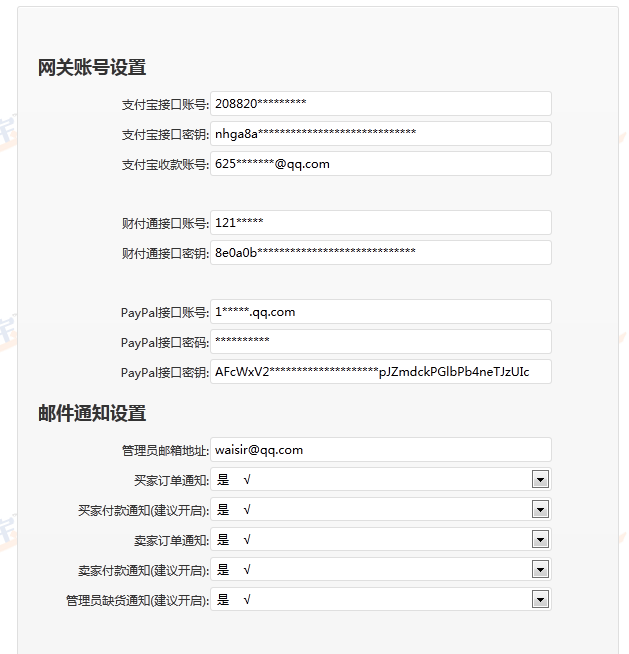 网关账号设置
支付宝接口账号: 208820*********
支付宝接口密钥: nhga8a*****************************
支付宝收款账号: 625*******@qq.com
财付通接口账号: 121*****
财付通接口密钥: 8e0a0b*****************************
PayPal接口账号: 1*****.qq.com
PayPal接口密码: **********
PayPal接口密钥: AFcWxV2********************pJZmdckPGlbPb4neTJzUIc
邮件通知设置
管理员邮箱地址: waisir@qq.com
买家订单通知: 是 √
买家付款通知(建议开启): 是 √
卖家订单通知: 是 √
卖家付款通知(建议开启): 是 √
管理员缺货通知(建议开启): 是 √